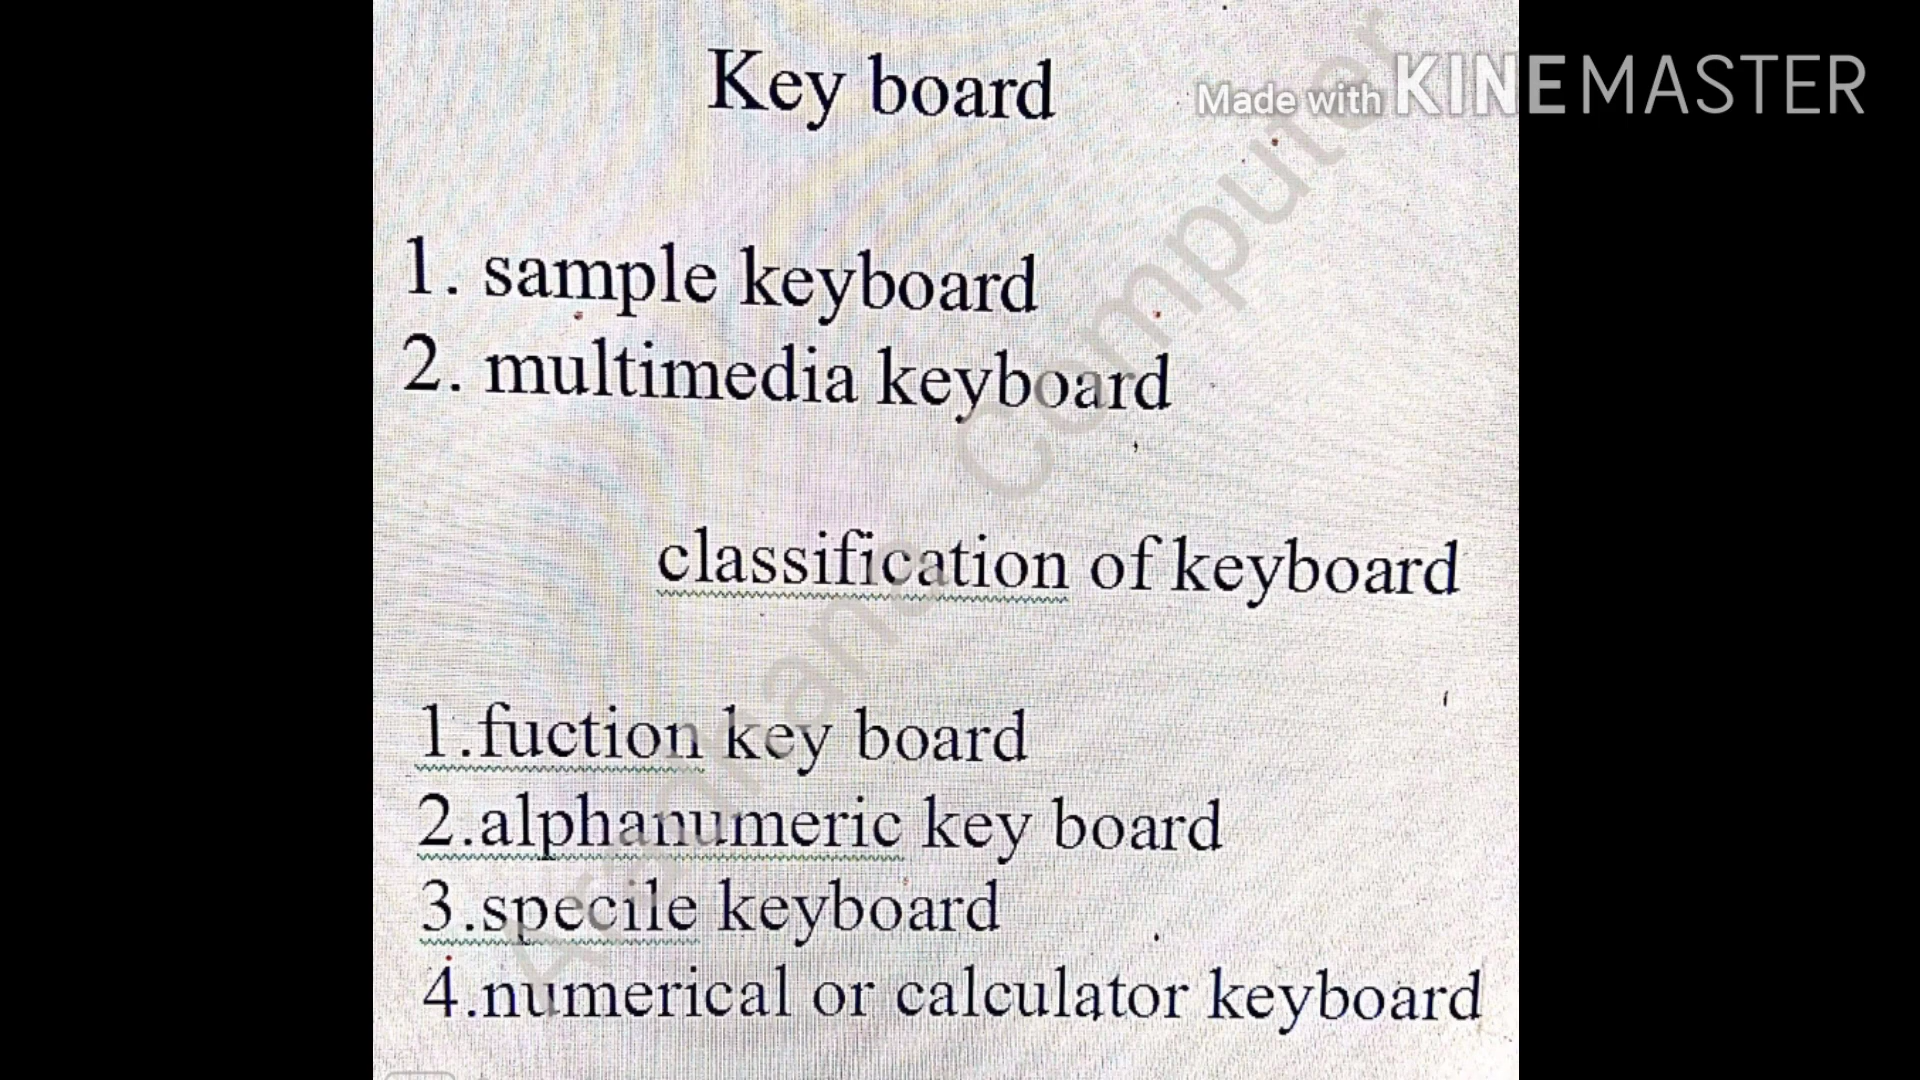 Key board
Made with KINEMASTER
1. sample keyboard
2. multimedia keyboard
classification of keyboard
1.fuction key board
2.alphanumeric key board
3.specile keyboard
4.numerical or calculator keyboard
Computer